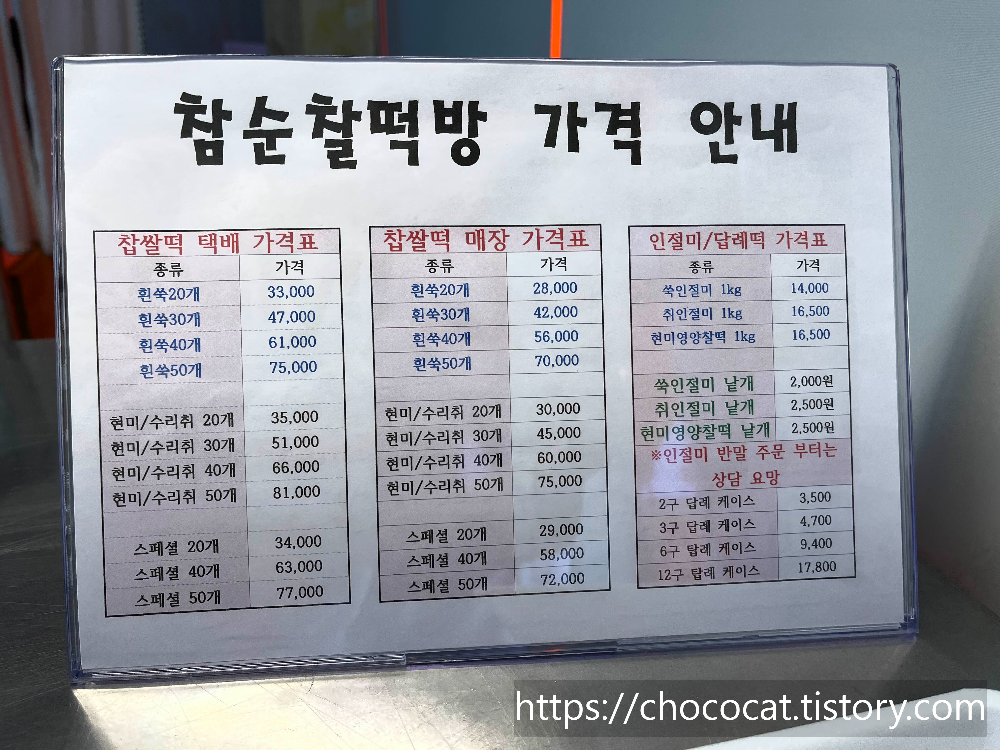 참순찰떡방 가격 안내
찹쌀떡 택배 가격표
종류 가격
흰쑥20개 33,000
흰쑥30개 47,000
흰쑥40개 61,000
흰쑥50개 75,000
현미/수리취 20개 35,000
현미/수리취 30개 51,000
현미/수리취 40개 66,000
현미/수리취 50개 81,000
스페셜 20개 34,000
스페셜 40개 63,000
스페셜 50개 77,000
찹쌀떡 매장 가격표
종류 가격
흰쑥20개 28,000
흰쑥30개 42,000
흰쑥40개 56,000
흰쑥50개 70,000
현미/수리취 20개 30,000
현미/수리취 30개 45,000
현미/수리취 40개 60,000
현미/수리취 50개 75,000
스페셜 20개 29,000
스페셜 40개 58,000
스페셜 50개 72,000
인절미/답례떡 가격표
종류 가격
쑥인절미 1kg 14,000
취인절미 1kg 16,500
현미영양찰떡 1kg 16,500
쑥인절미 낱개 2,000원
취인절미 낱개 2,500원
현미영양찰떡 낱개 2,500원
※인절미 반말 주문 부터는
상담 요망
2구 답례 케이스 3,500
3구 답례 케이스 4,700
6구 답례 케이스 9,400
12구 답례 케이스 17,800
https://chococat.tistory.com